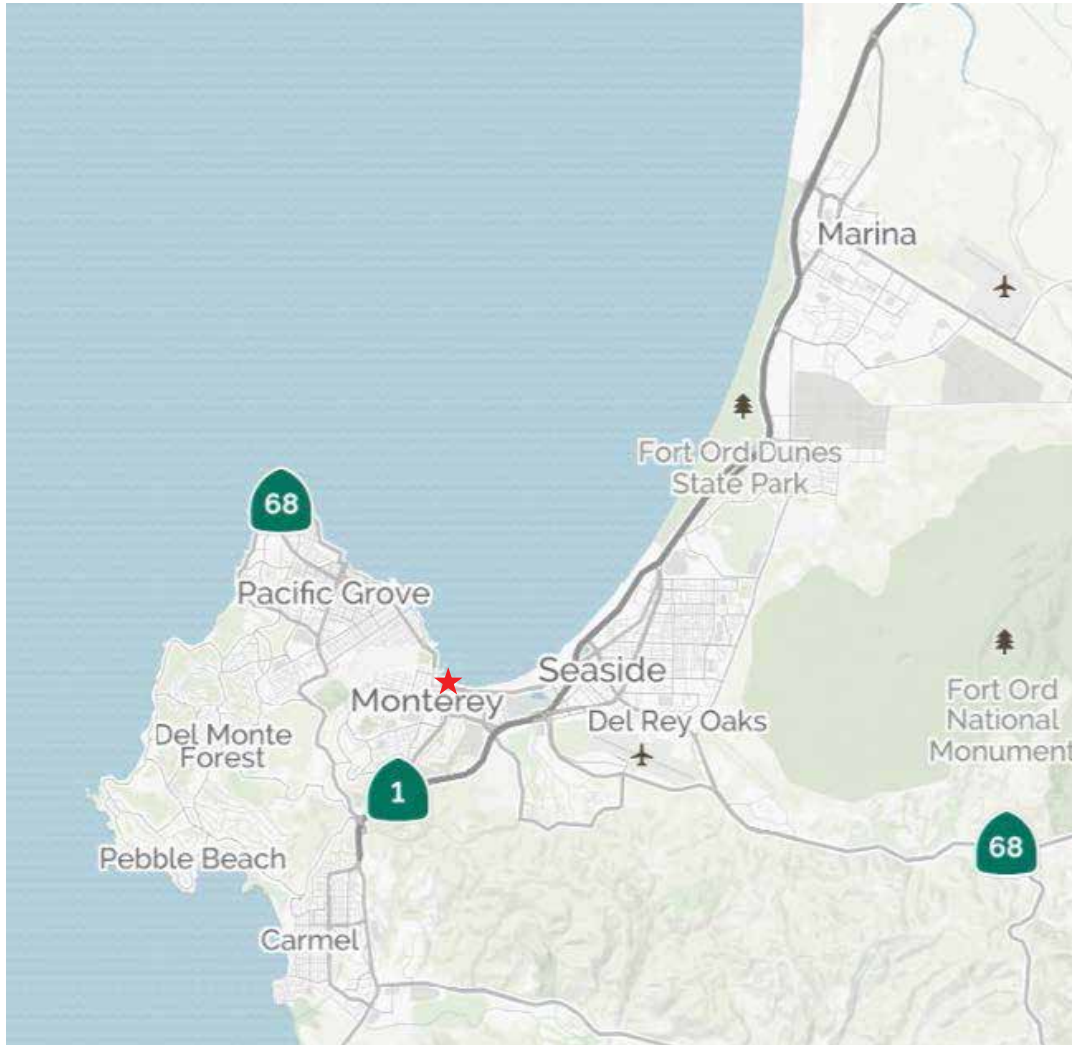 Marina
Fort Ord Dunes
State Park
68
Pacific Grove
Seaside
Monterey
Fort Ord
National
Monument
Del Rey Oaks
Del Monte
Forest
1
68
Pebble Beach
Carmel